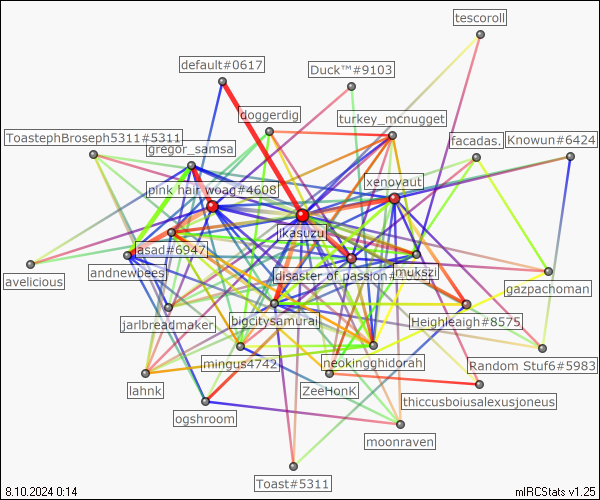 tescoroll
default#0617
Duck™#9103
doggerdig
turkey_mcnugget
ToastephBroseph5311#5311
gregor_samsa
facadas.
Knowun#6424
pink hair woag#4608
xenoyaut
ikasuzu
asad#6947
andnewbees
disaster of passion#
mukszi
avelicious
gazpachoman
jarlbreadmaker
bigcitysamurai
Heighleigh#8575
mingus4742
neokingghidorah
Random Stuf6#5983
lahnk
ZeeHonK
thiccusboiusalexusjoneus
ogshroom
moonraven
Toast#5311
8.10.2024 0:14
mIRCStats v1.25